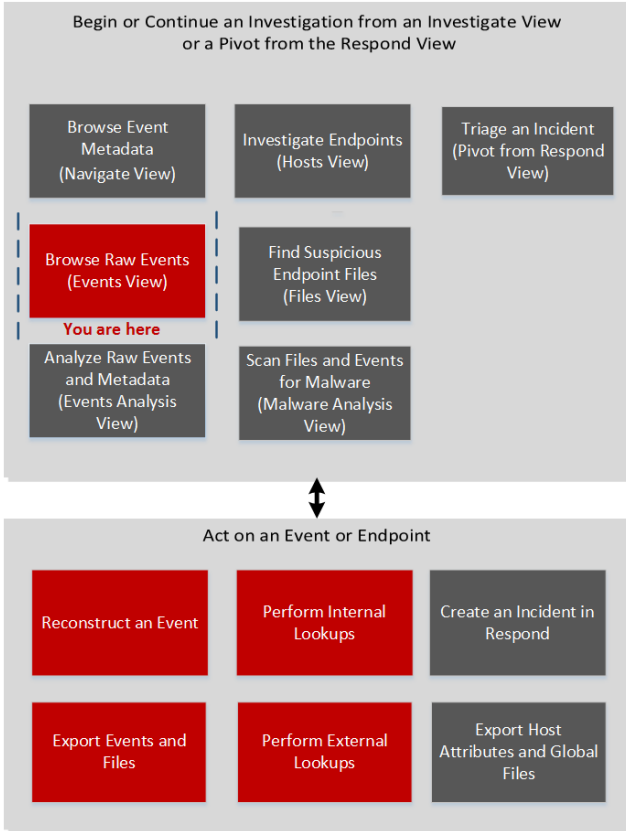 Begin or Continue an Investigation from an Investigate View
or a Pivot from the Respond View
Browse Event
Metadata
(Navigate View)
Investigate Endpoints
(Hosts View)
Triage an Incident
(Pivot from Respond
View)
Browse Raw Events
(Events View)
You are here
Find Suspicious
Endpoint Files
(Files View)
Analyze Raw Events
and Metadata
(Events Analysis
View)
Scan Files and Events
for Malware
(Malware Analysis
View)
Act on an Event or Endpoint
Reconstruct an Event
Perform Internal
Lookups
Create an Incident in
Respond
Export Events and
Files
Perform External
Lookups
Export Host
Attributes and Global
Files